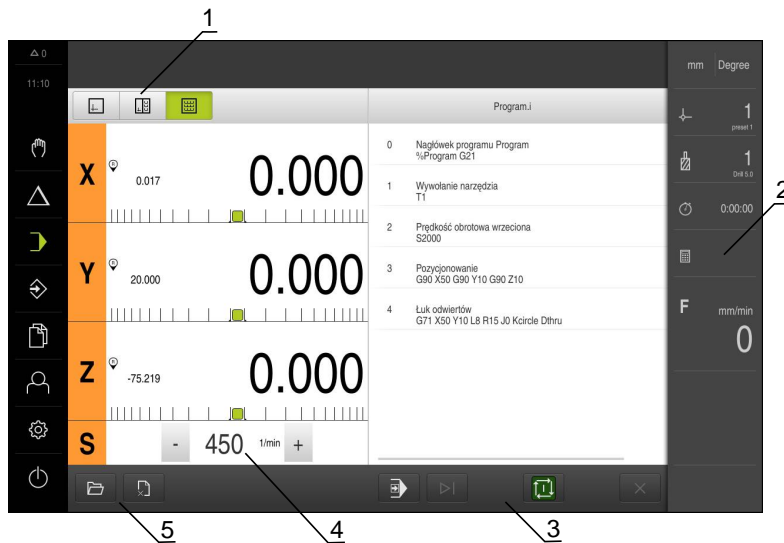 1
0
11:10
mm Degree
Program.i
1
preset 1
1
Drill 5.0
0:00:00
2
F mm/min
0
X R 0.017 0.000
Y R 20.000 0.000
Z R -75.219 0.000
S - 450 1/min +
0 Nagłówek programu Program
%Program G21
1 Wywołanie narzędzia
T1
2 Prędkość obrotowa wrzeciona
S2000
3 Pozycjonowanie
G90 X50 G90 Y10 G90 Z10
4 Łuk odwiertów
G71 X50 Y10 L8 R15 J0 Kcircle Dthru
5
4
3